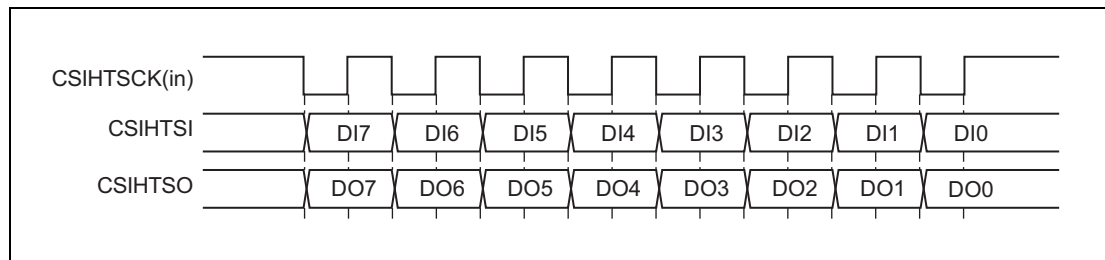 CSIHTSCK(in)
CSIHTSI DI7 DI6 DI5 DI4 DI3 DI2 DI1 DI0
CSIHTSO DO7 DO6 DO5 DO4 DO3 DO2 DO1 DO0